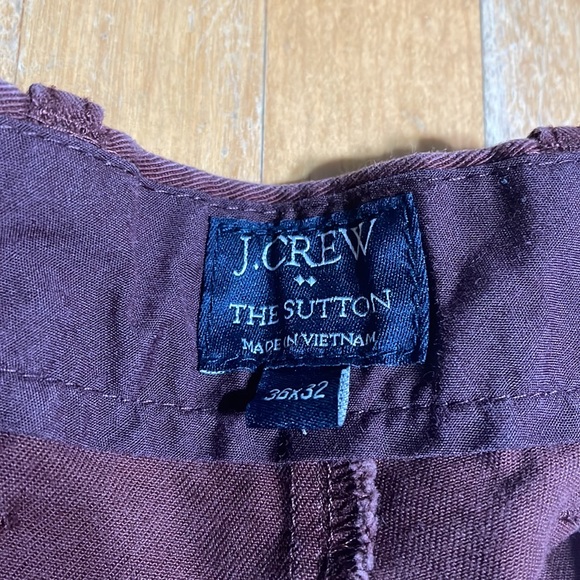 J.CREW
THE SUTTON
MADE IN VIETNAM
36X32